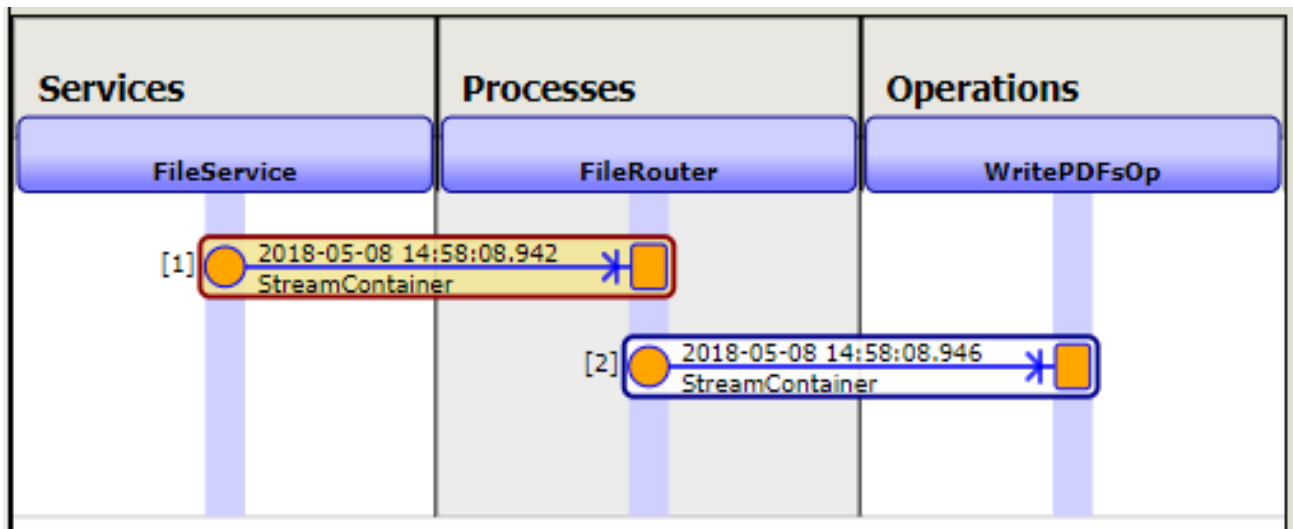 Services
Processes
Operations
FileService
FileRouter
WritePDFsOp
[1]
2018-05-08 14:58:08.942
StreamContainer
[2]
2018-05-08 14:58:08.946
StreamContainer